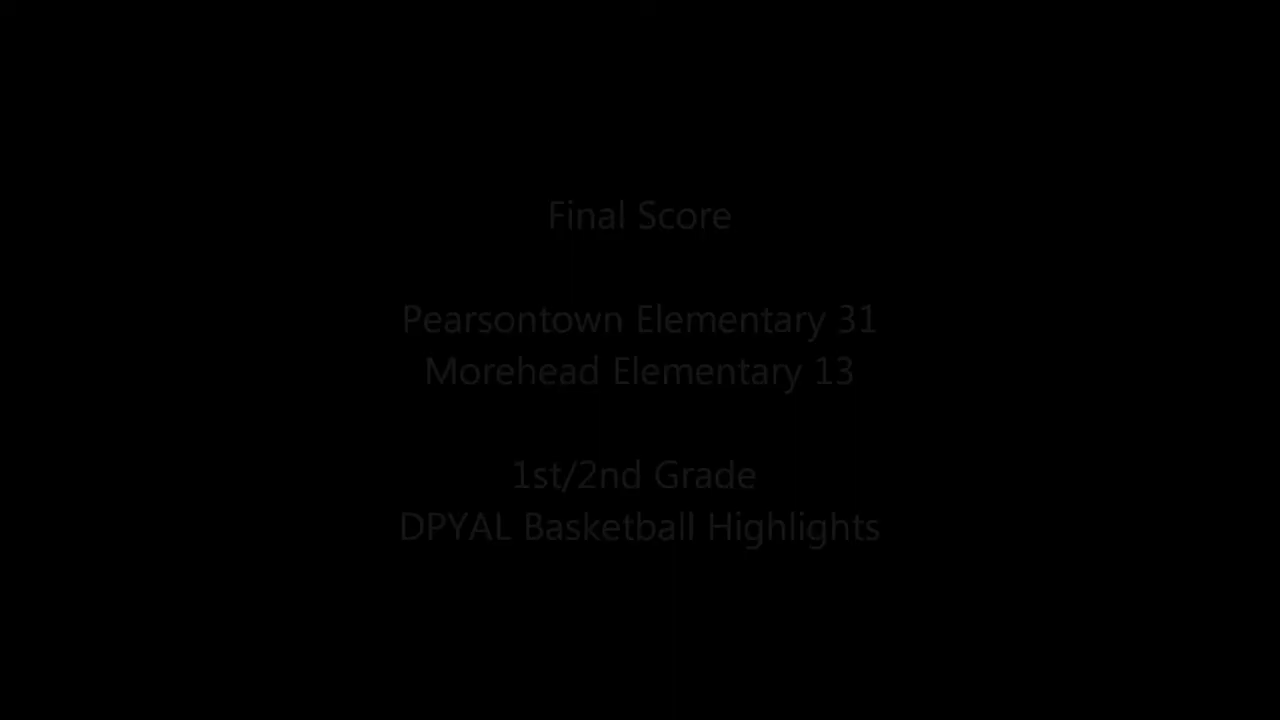 Final Score
Pearsontown Elementary 31
Morehead Elementary 13
1st/2nd Grade
DPYAL Basketball Highlights